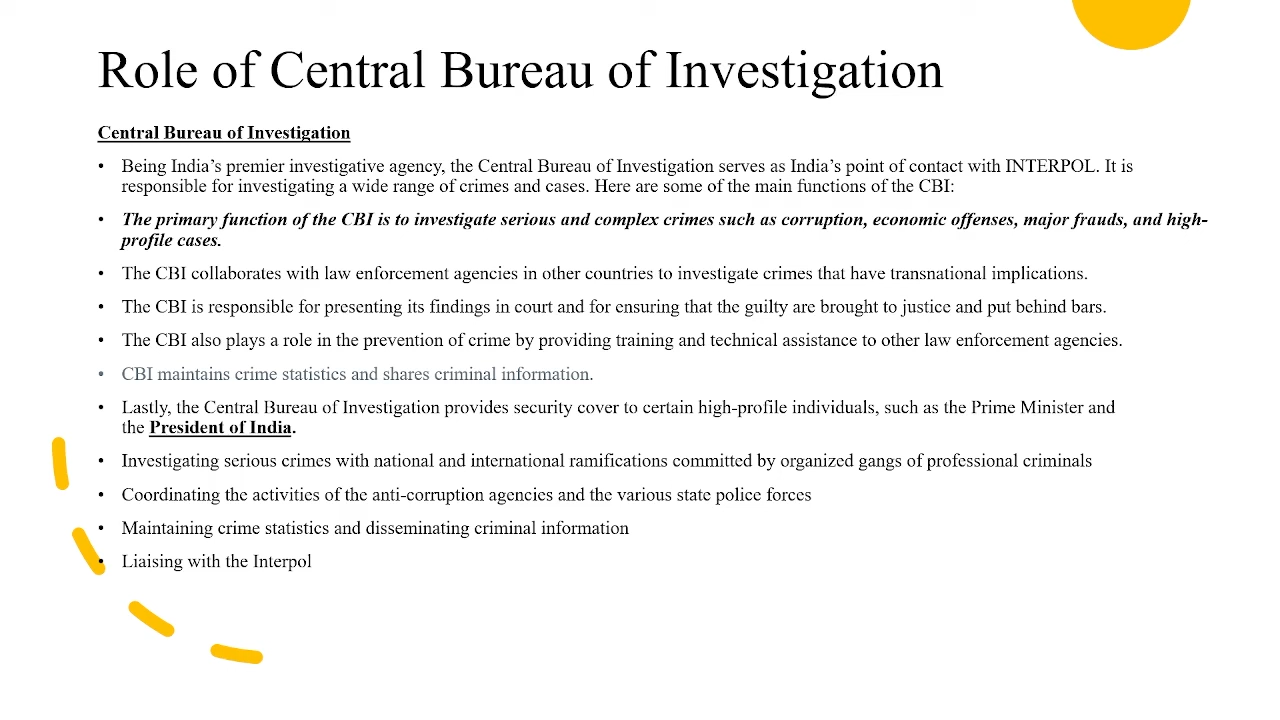 Role of Central Bureau of Investigation
Central Bureau of Investigation
• Being India’s premier investigative agency, the Central Bureau of Investigation serves as India’s point of contact with INTERPOL. It is
responsible for investigating a wide range of crimes and cases. Here are some of the main functions of the CBI:
• The primary function of the CBI is to investigate serious and complex crimes such as corruption, economic offenses, major frauds, and high-
profile cases.
• The CBI collaborates with law enforcement agencies in other countries to investigate crimes that have transnational implications.
• The CBI is responsible for presenting its findings in court and for ensuring that the guilty are brought to justice and put behind bars.
• The CBI also plays a role in the prevention of crime by providing training and technical assistance to other law enforcement agencies.
• CBI maintains crime statistics and shares criminal information.
• Lastly, the Central Bureau of Investigation provides security cover to certain high-profile individuals, such as the Prime Minister and
the President of India.
• Investigating serious crimes with national and international ramifications committed by organized gangs of professional criminals
• Coordinating the activities of the anti-corruption agencies and the various state police forces
• Maintaining crime statistics and disseminating criminal information
• Liaising with the Interpol